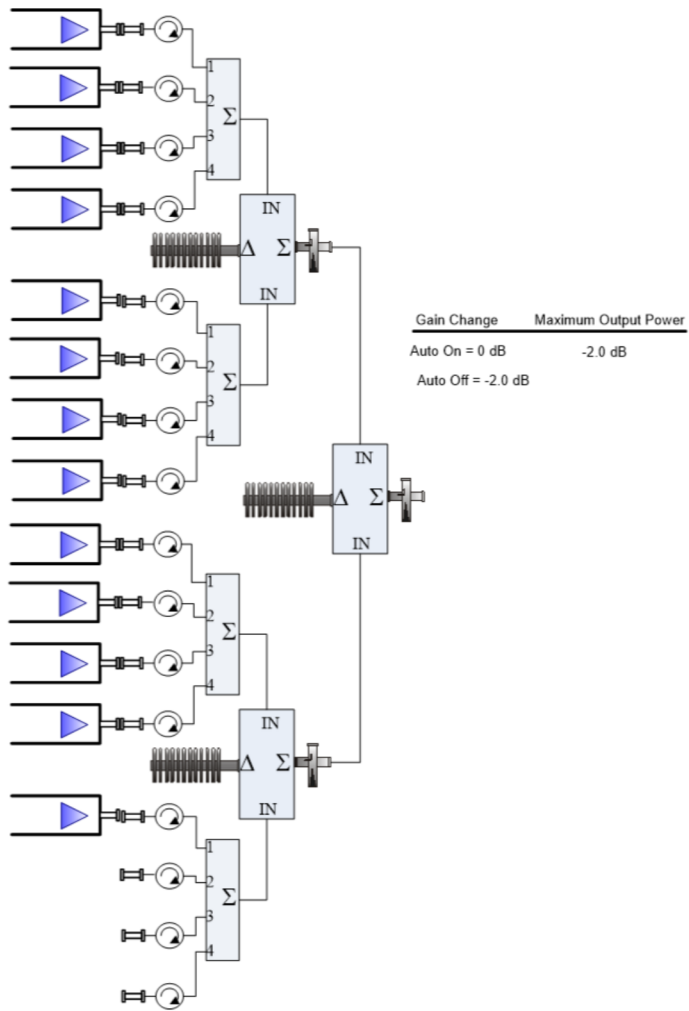 1
2
Σ
3
4
IN
Δ Σ
IN
1
2
Σ
3
4
Gain Change Maximum Output Power
Auto On = 0 dB -2.0 dB
Auto Off = -2.0 dB
IN
Δ Σ
IN
1
2
Σ
3
4
IN
Δ Σ
IN
1
2
Σ
3
4